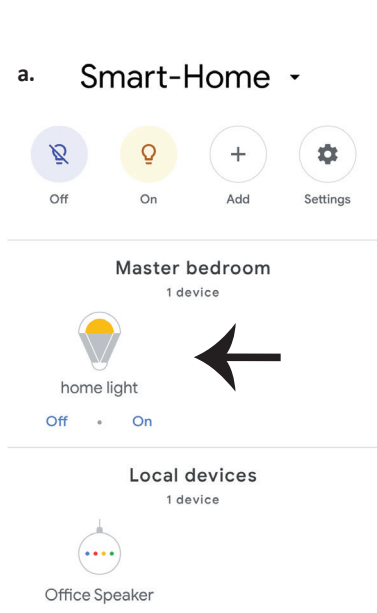 a. Smart-Home
Off On Add Settings
Master bedroom
1 device
home light
Off • On
Local devices
1 device
Office Speaker